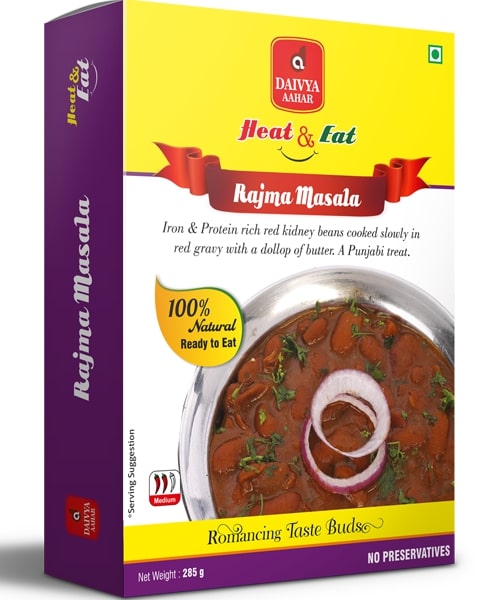 Heat & Eat
Rajma Masala
d
DAIVYA
AAHAR
d
DAIVYA
AAHAR
Heat & Eat
Rajma Masala
Iron & Protein rich red kidney beans cooked slowly in
red gravy with a dollop of butter. A Punjabi treat.
100%
Natural
Ready to Eat
*Serving Suggestion
Medium
Romancing Taste Buds
NO PRESERVATIVES
Net Weight : 285 g